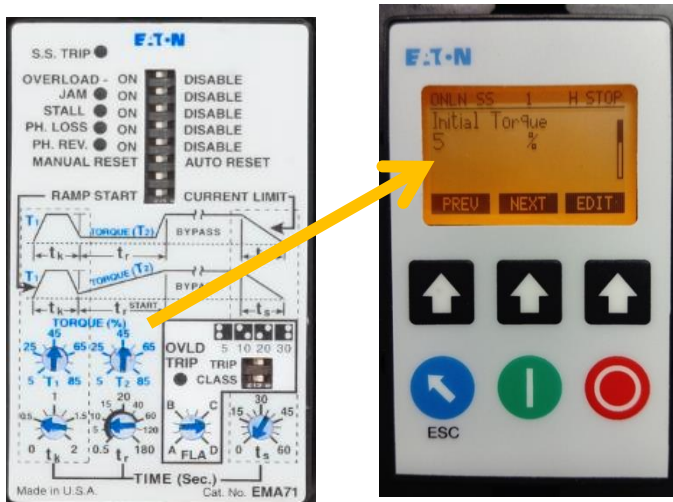 EATON
S.S. TRIP
OVERLOAD - ON DISABLE
JAM ON DISABLE
STALL ON DISABLE
PH. LOSS ON DISABLE
PH. REV. ON DISABLE
MANUAL RESET AUTO RESET
RAMP START CURRENT LIMIT
T1 TORQUE (T2) BYPASS
tk tr
T1 TORQUE (T2)
tk tr START ts
TORQUE (%)
45 45
25 65 25 65
5 T1 85 5 T2 85
OVLD 5 10 20 30
TRIP TRIP
CLASS
1
0.5 1.5
0 tk 2
20
15 40
10 60
5 120
0.5 tr 180
B C
A FLA D
30
15 45
0 ts 60
TIME (Sec.)
Made in U.S.A. Cat. No. EMA71
EATON
ONLN SS 1 H STOP
Initial Torque
5 %
PREV NEXT EDIT
ESC